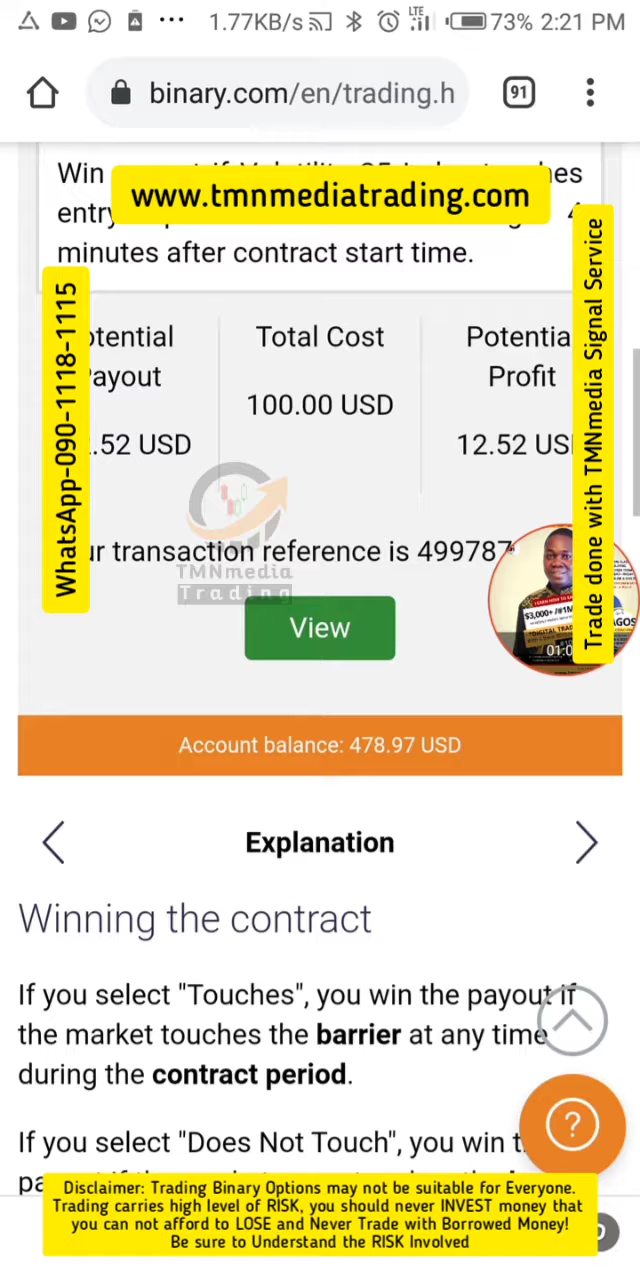 1.77KB/s LTE 73% 2:21 PM
binary.com/en/trading.h 91
Win
www.tmnmediatrading.com
minutes after contract start time.
WhatsApp-090-1118-1115
Trade done with TMNmedia Signal Service
Total Cost
Profit
100.00 USD
.52 USD
12.52
transaction reference is 499787
TMNmedia
Trading
$3,000+
View
Account balance: 478.97 USD
Explanation
Winning the contract
If you select "Touches", you win the payout if
the market touches the barrier at any time
during the contract period.
If you select "Does Not Touch", you win
?
Disclaimer: Trading Binary Options may not be suitable for Everyone.
Trading carries high level of RISK, you should never INVEST money that
you can not afford to LOSE and Never Trade with Borrowed Money!
Be sure to Understand the RISK Involved